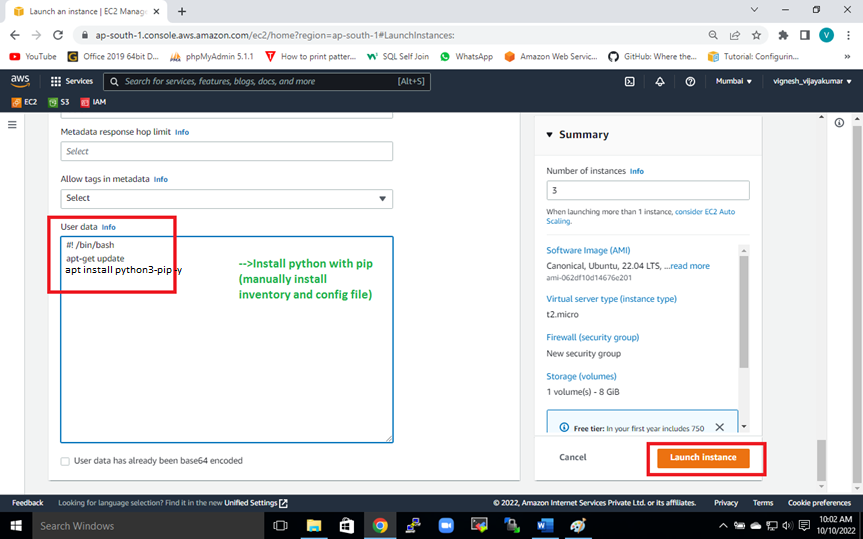 Launch an instance | EC2 Manag
ap-south-1.console.aws.amazon.com/ec2/home?region=ap-south-1#LaunchInstances:
V
YouTube
Office 2019 64bit D...
phpMyAdmin 5.1.1
How to print patter...
SQL Self Join
WhatsApp
Amazon Web Servic...
GitHub: Where the...
Tutorial: Configurin...
aws
Services
Search for services, features, blogs, docs, and more
[Alt+S]
Mumbai
vignesh_vijayakumar
EC2
S3
IAM
Metadata response hop limit Info
Select
Allow tags in metadata Info
Select
User data Info
#! /bin/bash
apt-get update
apt install python3-pip -y
-->Install python with pip
(manually install
inventory and config file)
User data has already been base64 encoded
Summary
Number of instances Info
3
When launching more than 1 instance, consider EC2 Auto
Scaling.
Software Image (AMI)
Canonical, Ubuntu, 22.04 LTS, ...read more
ami-062df10d14676e201
Virtual server type (instance type)
t2.micro
Firewall (security group)
New security group
Storage (volumes)
1 volume(s) - 8 GiB
Free tier: In your first year includes 750
Cancel
Launch instance
Feedback
Looking for language selection? Find it in the new Unified Settings
© 2022, Amazon Internet Services Private Ltd. or its affiliates.
Privacy
Terms
Cookie preferences
Search Windows
10:02 AM
10/10/2022